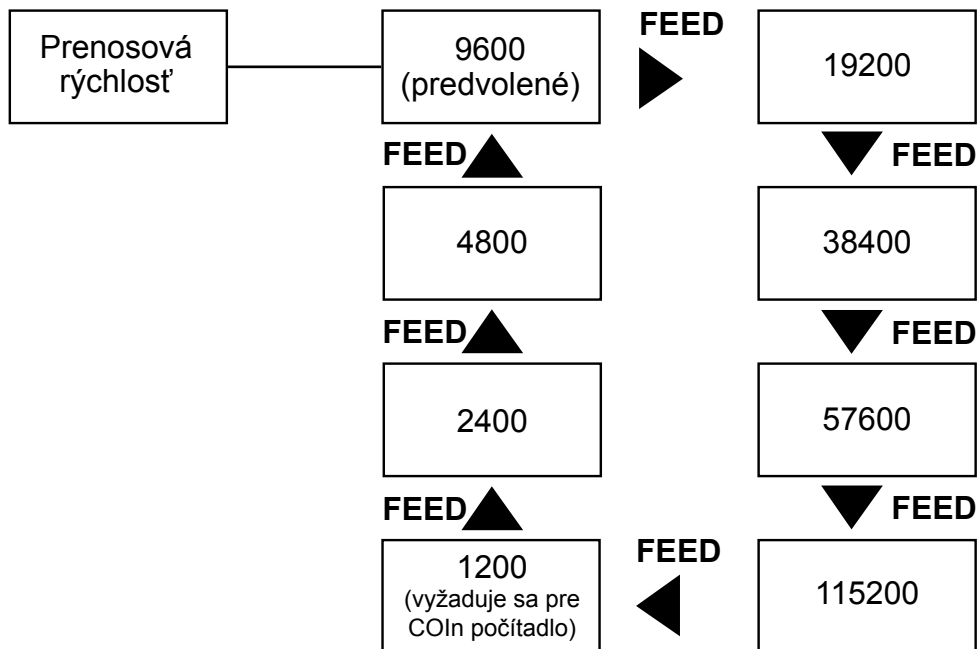 Prenosová
rýchlosť
9600
(predvolené)
FEED
19200
FEED
FEED
4800
38400
FEED
FEED
2400
57600
FEED
FEED
1200
(vyžaduje sa pre
COIn počítadlo)
FEED
115200